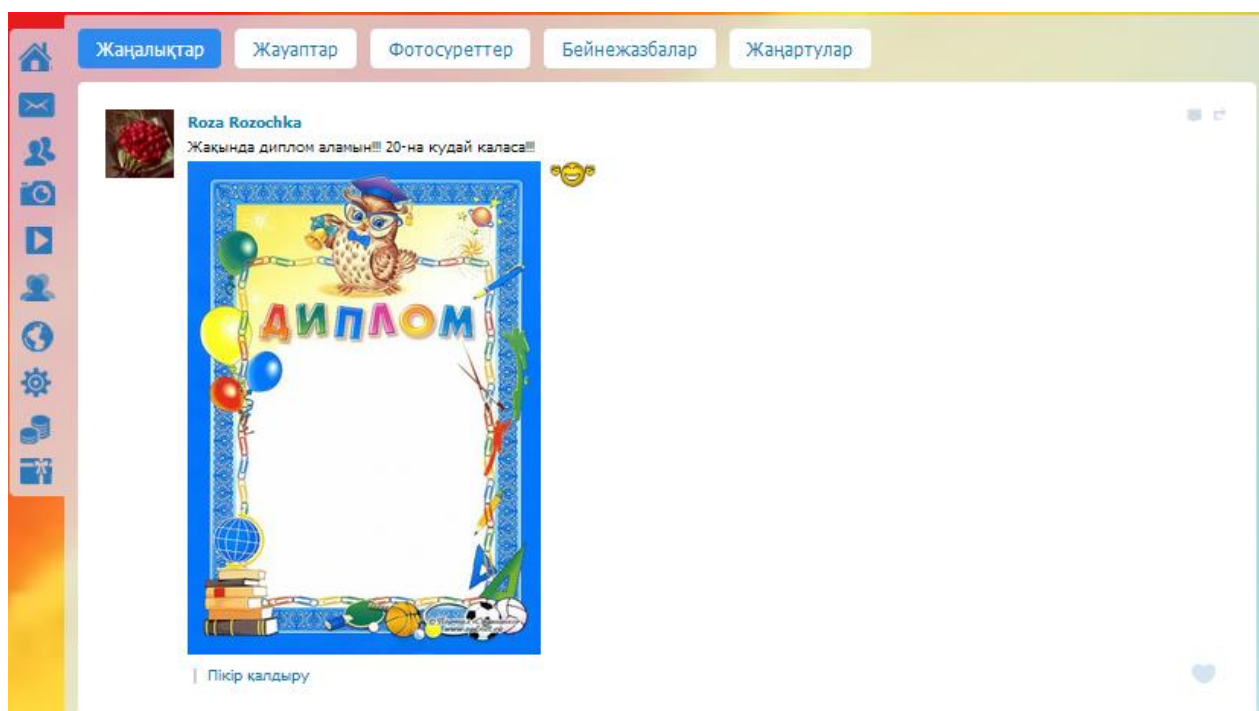 Жаңалықтар Жауаптар Фотосуреттер Бейнежазбалар Жаңартулар
Roza Rozochka
Жақында диплом аламын!!! 20-на кудай каласа!!!
ДИПЛОМ
Пікір қалдыру